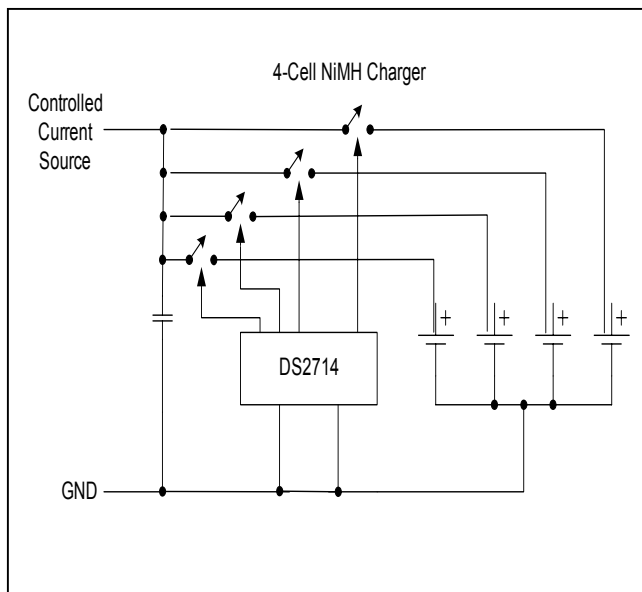 4-Cell NiMH Charger
Controlled
Current
Source
+
+
+
+
DS2714
GND